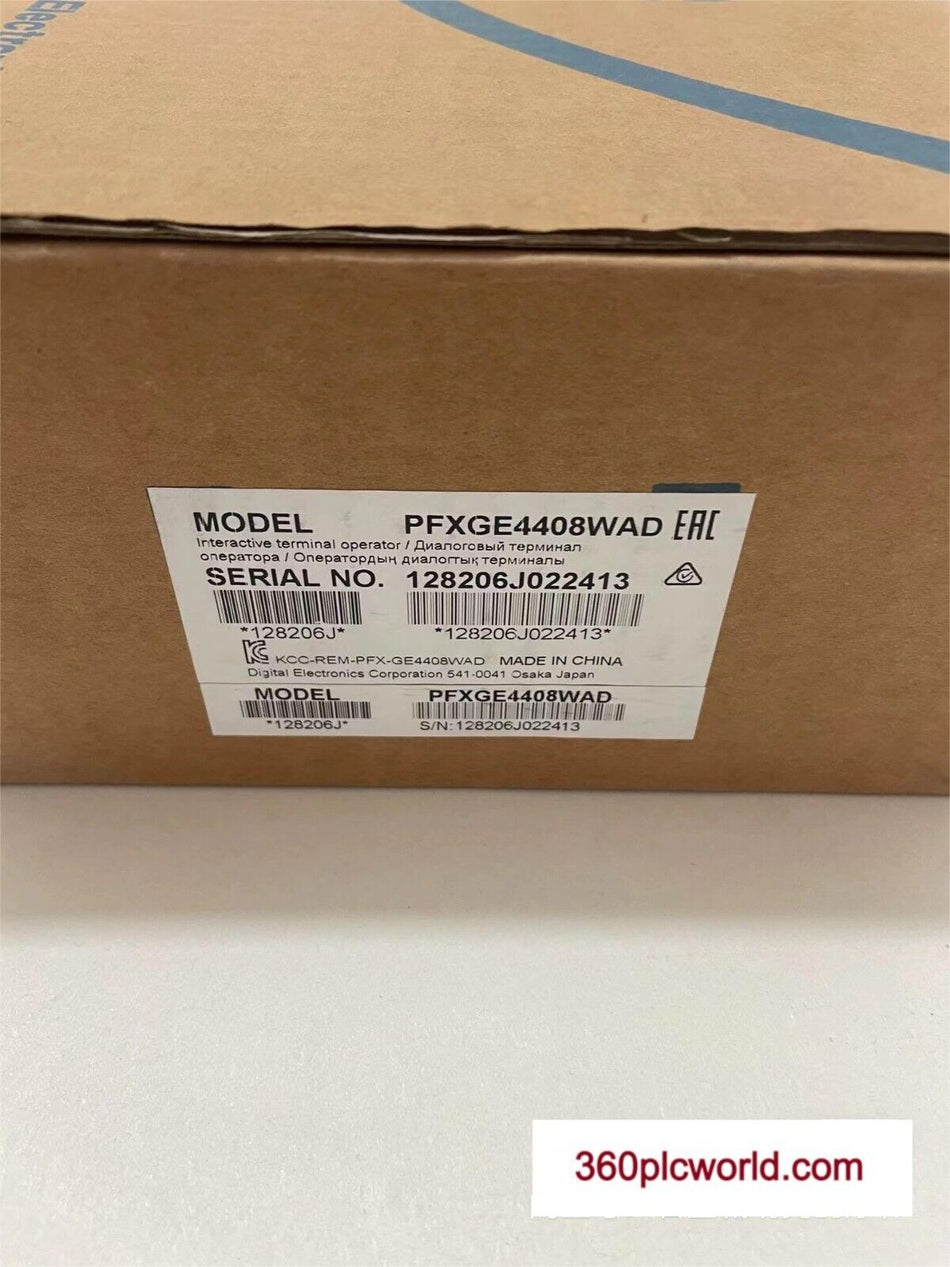 MODEL PFXGE4408WAD EAC
Interactive terminal operator / Диалоговый терминал
оператора / Оператордың диалогтық терминалы
SERIAL NO. 128206J022413
*128206J* *128206J022413*
KCC-REM-PFX-GE4408WAD MADE IN CHINA
Digital Electronics Corporation 541-0041 Osaka Japan
MODEL PFXGE4408WAD
*128206J* S/N:128206J022413
360plcworld.com